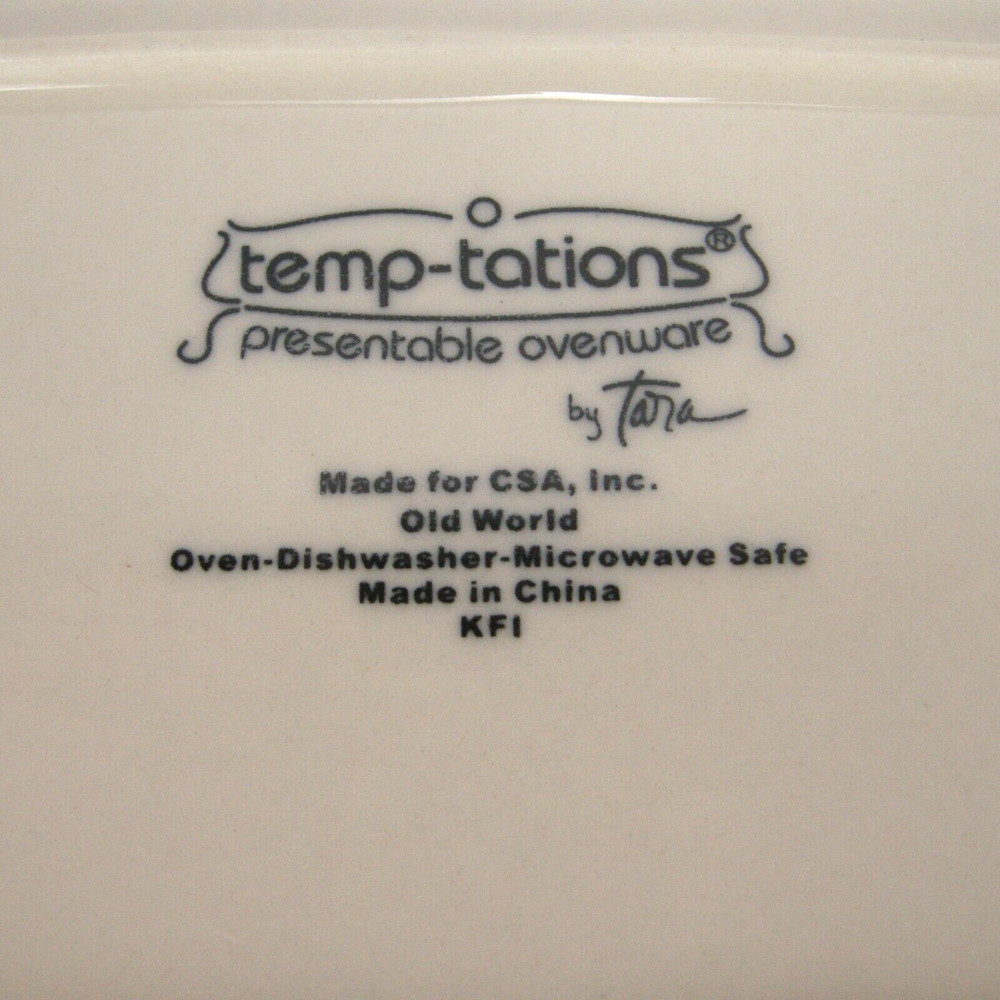 temp-tations®
presentable ovenware
by Tara
Made for CSA, Inc.
Old World
Oven-Dishwasher-Microwave Safe
Made in China
KFI